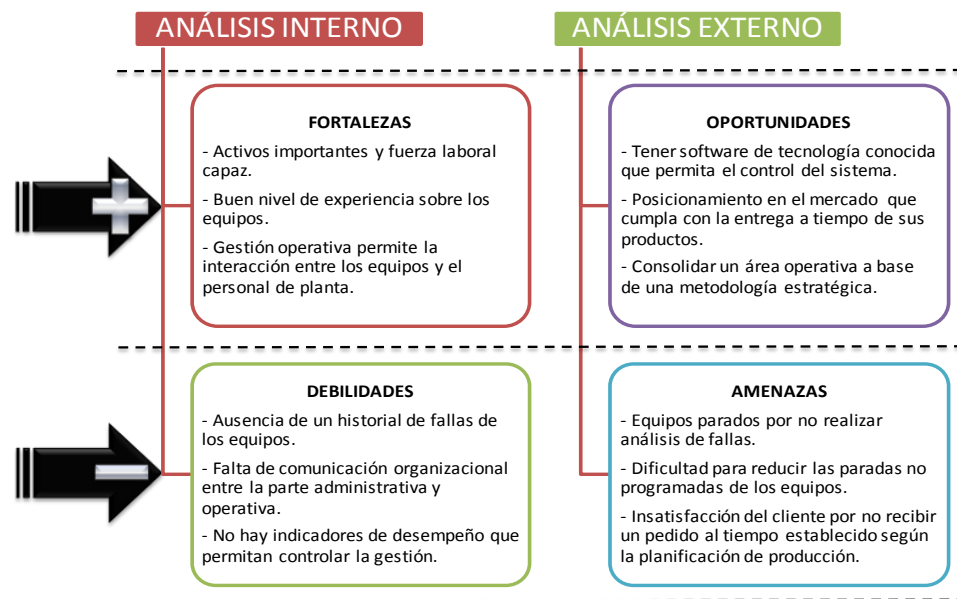 ANÁLISIS INTERNO
ANÁLISIS EXTERNO
FORTALEZAS
- Activos importantes y fuerza laboral
capaz.
- Buen nivel de experiencia sobre los
equipos.
- Gestión operativa permite la
interacción entre los equipos y el
personal de planta.
OPORTUNIDADES
- Tener software de tecnología conocida
que permita el control del sistema.
- Posicionamiento en el mercado que
cumpla con la entrega a tiempo de sus
productos.
- Consolidar un área operativa a base
de una metodología estratégica.
DEBILIDADES
- Ausencia de un historial de fallas de
los equipos.
- Falta de comunicación organizacional
entre la parte administrativa y
operativa.
- No hay indicadores de desempeño que
permitan controlar la gestión.
AMENAZAS
- Equipos parados por no realizar
análisis de fallas.
- Dificultad para reducir las paradas no
programadas de los equipos.
- Insatisfacción del cliente por no recibir
un pedido al tiempo establecido según
la planificación de producción.